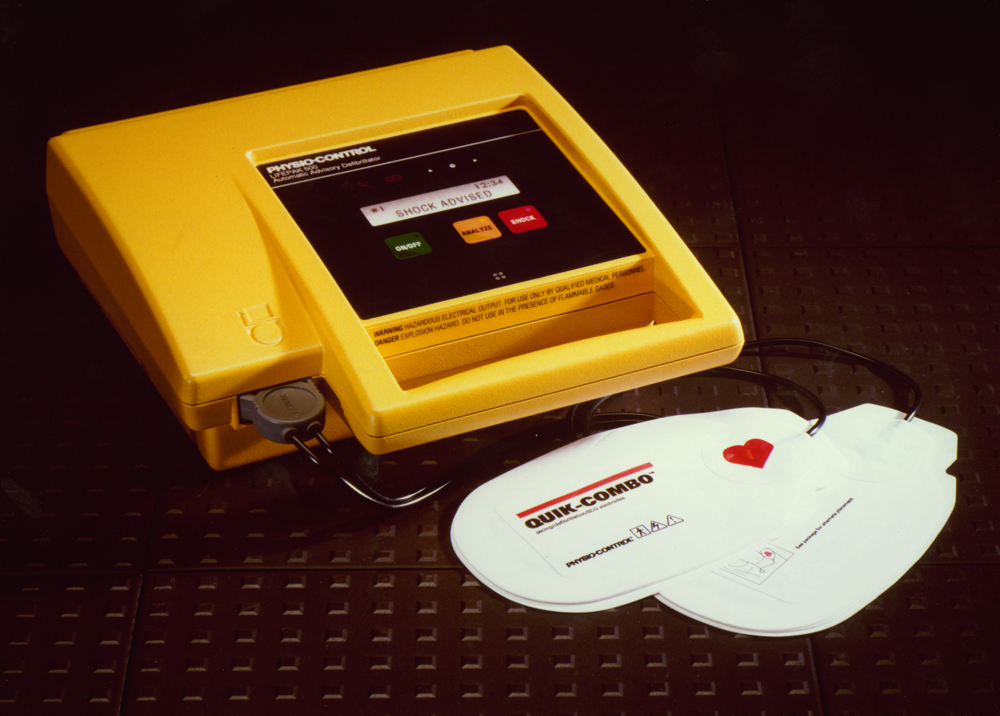 PHYSIO-CONTROL
LIFEPAK 500
Automatic Advisory Defibrillator
12:34
#1 SHOCK ADVISED
ON/OFF
ANALYZE
SHOCK
WARNING HAZARDOUS ELECTRICAL OUTPUT. FOR USE ONLY BY QUALIFIED MEDICAL PERSONNEL.
DANGER EXPLOSION HAZARD. DO NOT USE IN THE PRESENCE OF FLAMMABLE GASES.
QUIK-COMBO™
pacing/defibrillation/ECG electrodes
PHYSIO-CONTROL
See package for alternate placement